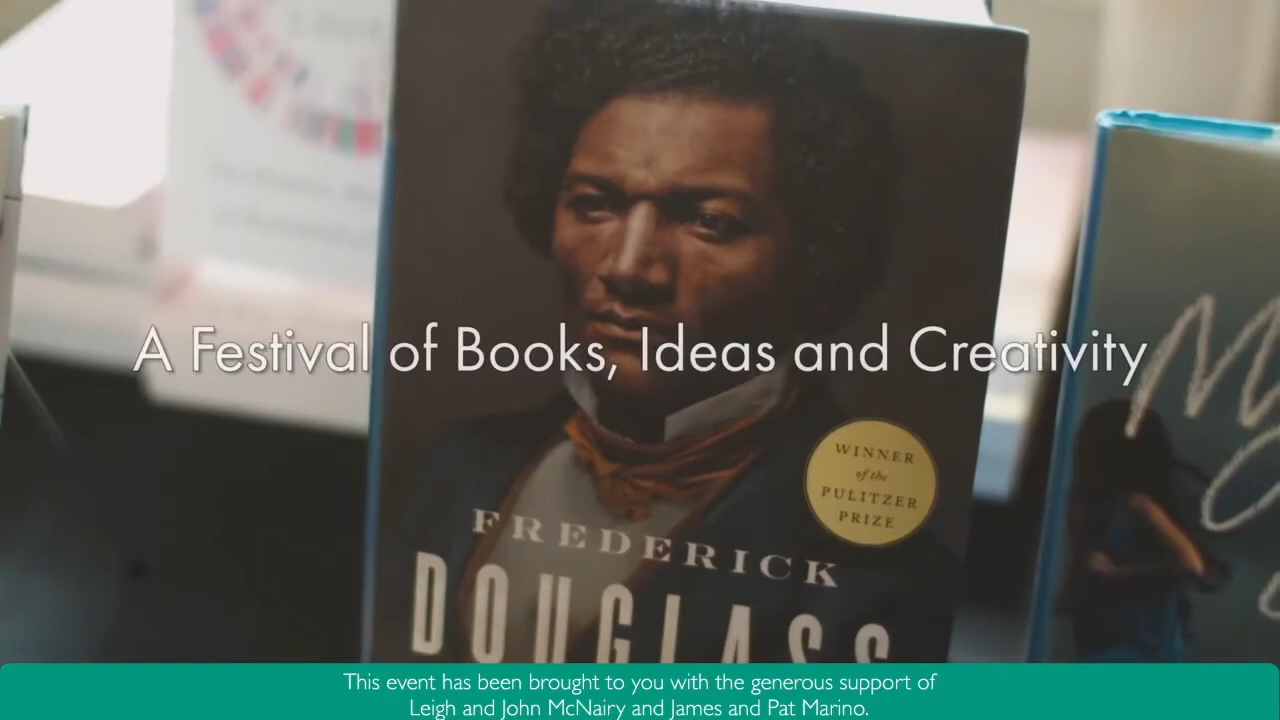 A Festival of Books, Ideas and Creativity
WINNER
of the
PULITZER
PRIZE
FREDERICK
DOUGLASS
This event has been brought to you with the generous support of
Leigh and John McNairy and James and Pat Marino.